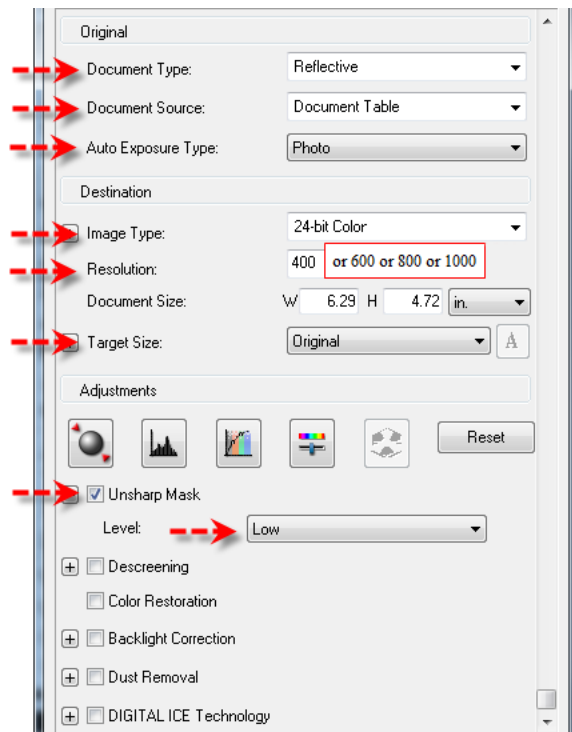 Original
Document Type: Reflective
Document Source: Document Table
Auto Exposure Type: Photo
Destination
Image Type: 24-bit Color
Resolution: 400 or 600 or 800 or 1000
Document Size: W 6.29 H 4.72 in.
Target Size: Original A
Adjustments
Reset
Unsharp Mask
Level: Low
Descreening
Color Restoration
Backlight Correction
Dust Removal
DIGITAL ICE Technology